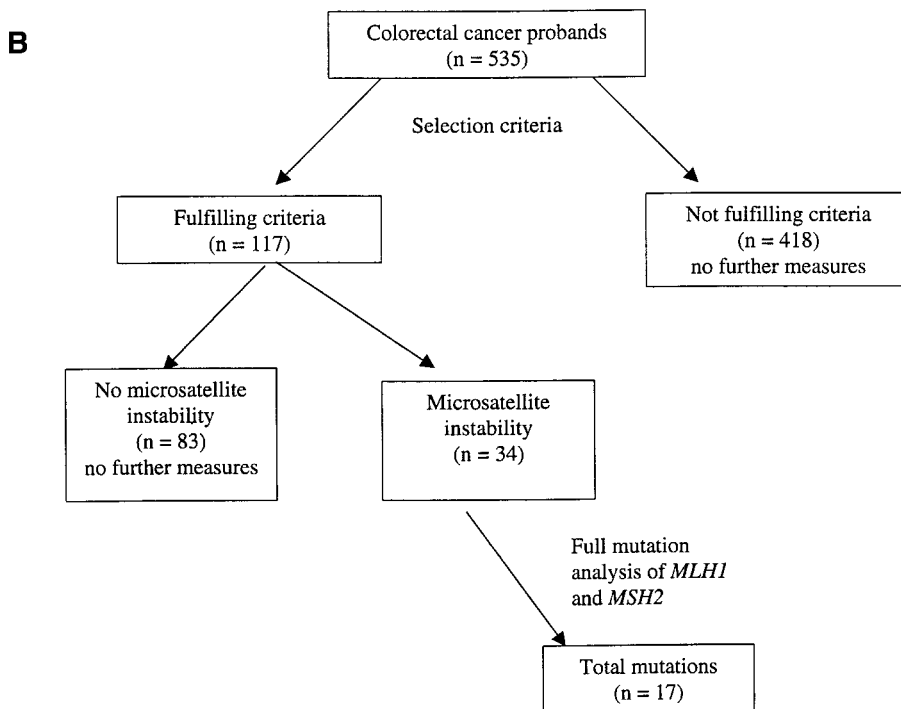 B
Colorectal cancer probands
(n = 535)
Selection criteria
Fulfilling criteria
(n = 117)
Not fulfilling criteria
(n = 418)
no further measures
No microsatellite
instability
(n = 83)
no further measures
Microsatellite
instability
(n = 34)
Full mutation
analysis of MLH1
and MSH2
Total mutations
(n = 17)